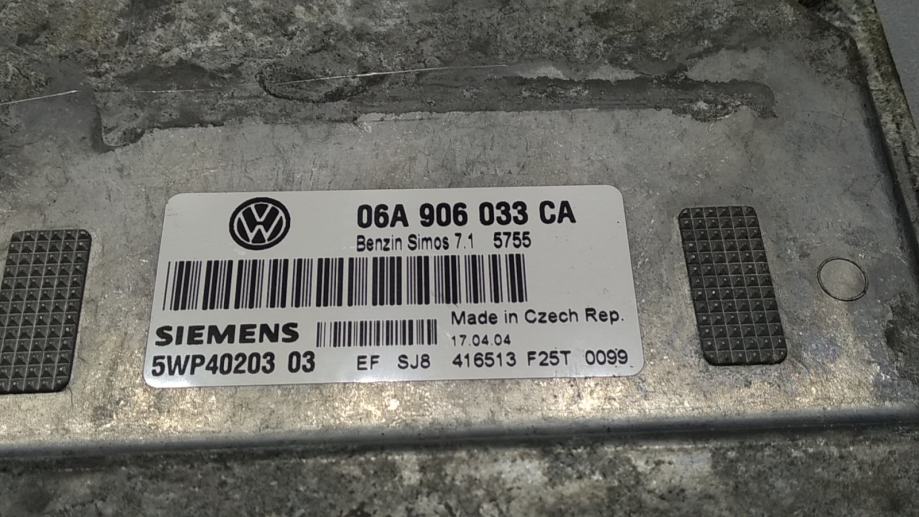 06A 906 033 CA
Benzin Simos 7.1 5755
Made in Czech Rep.
SIEMENS 17.04.04
5WP40203 03 EF SJ8 416513 F25T 0099